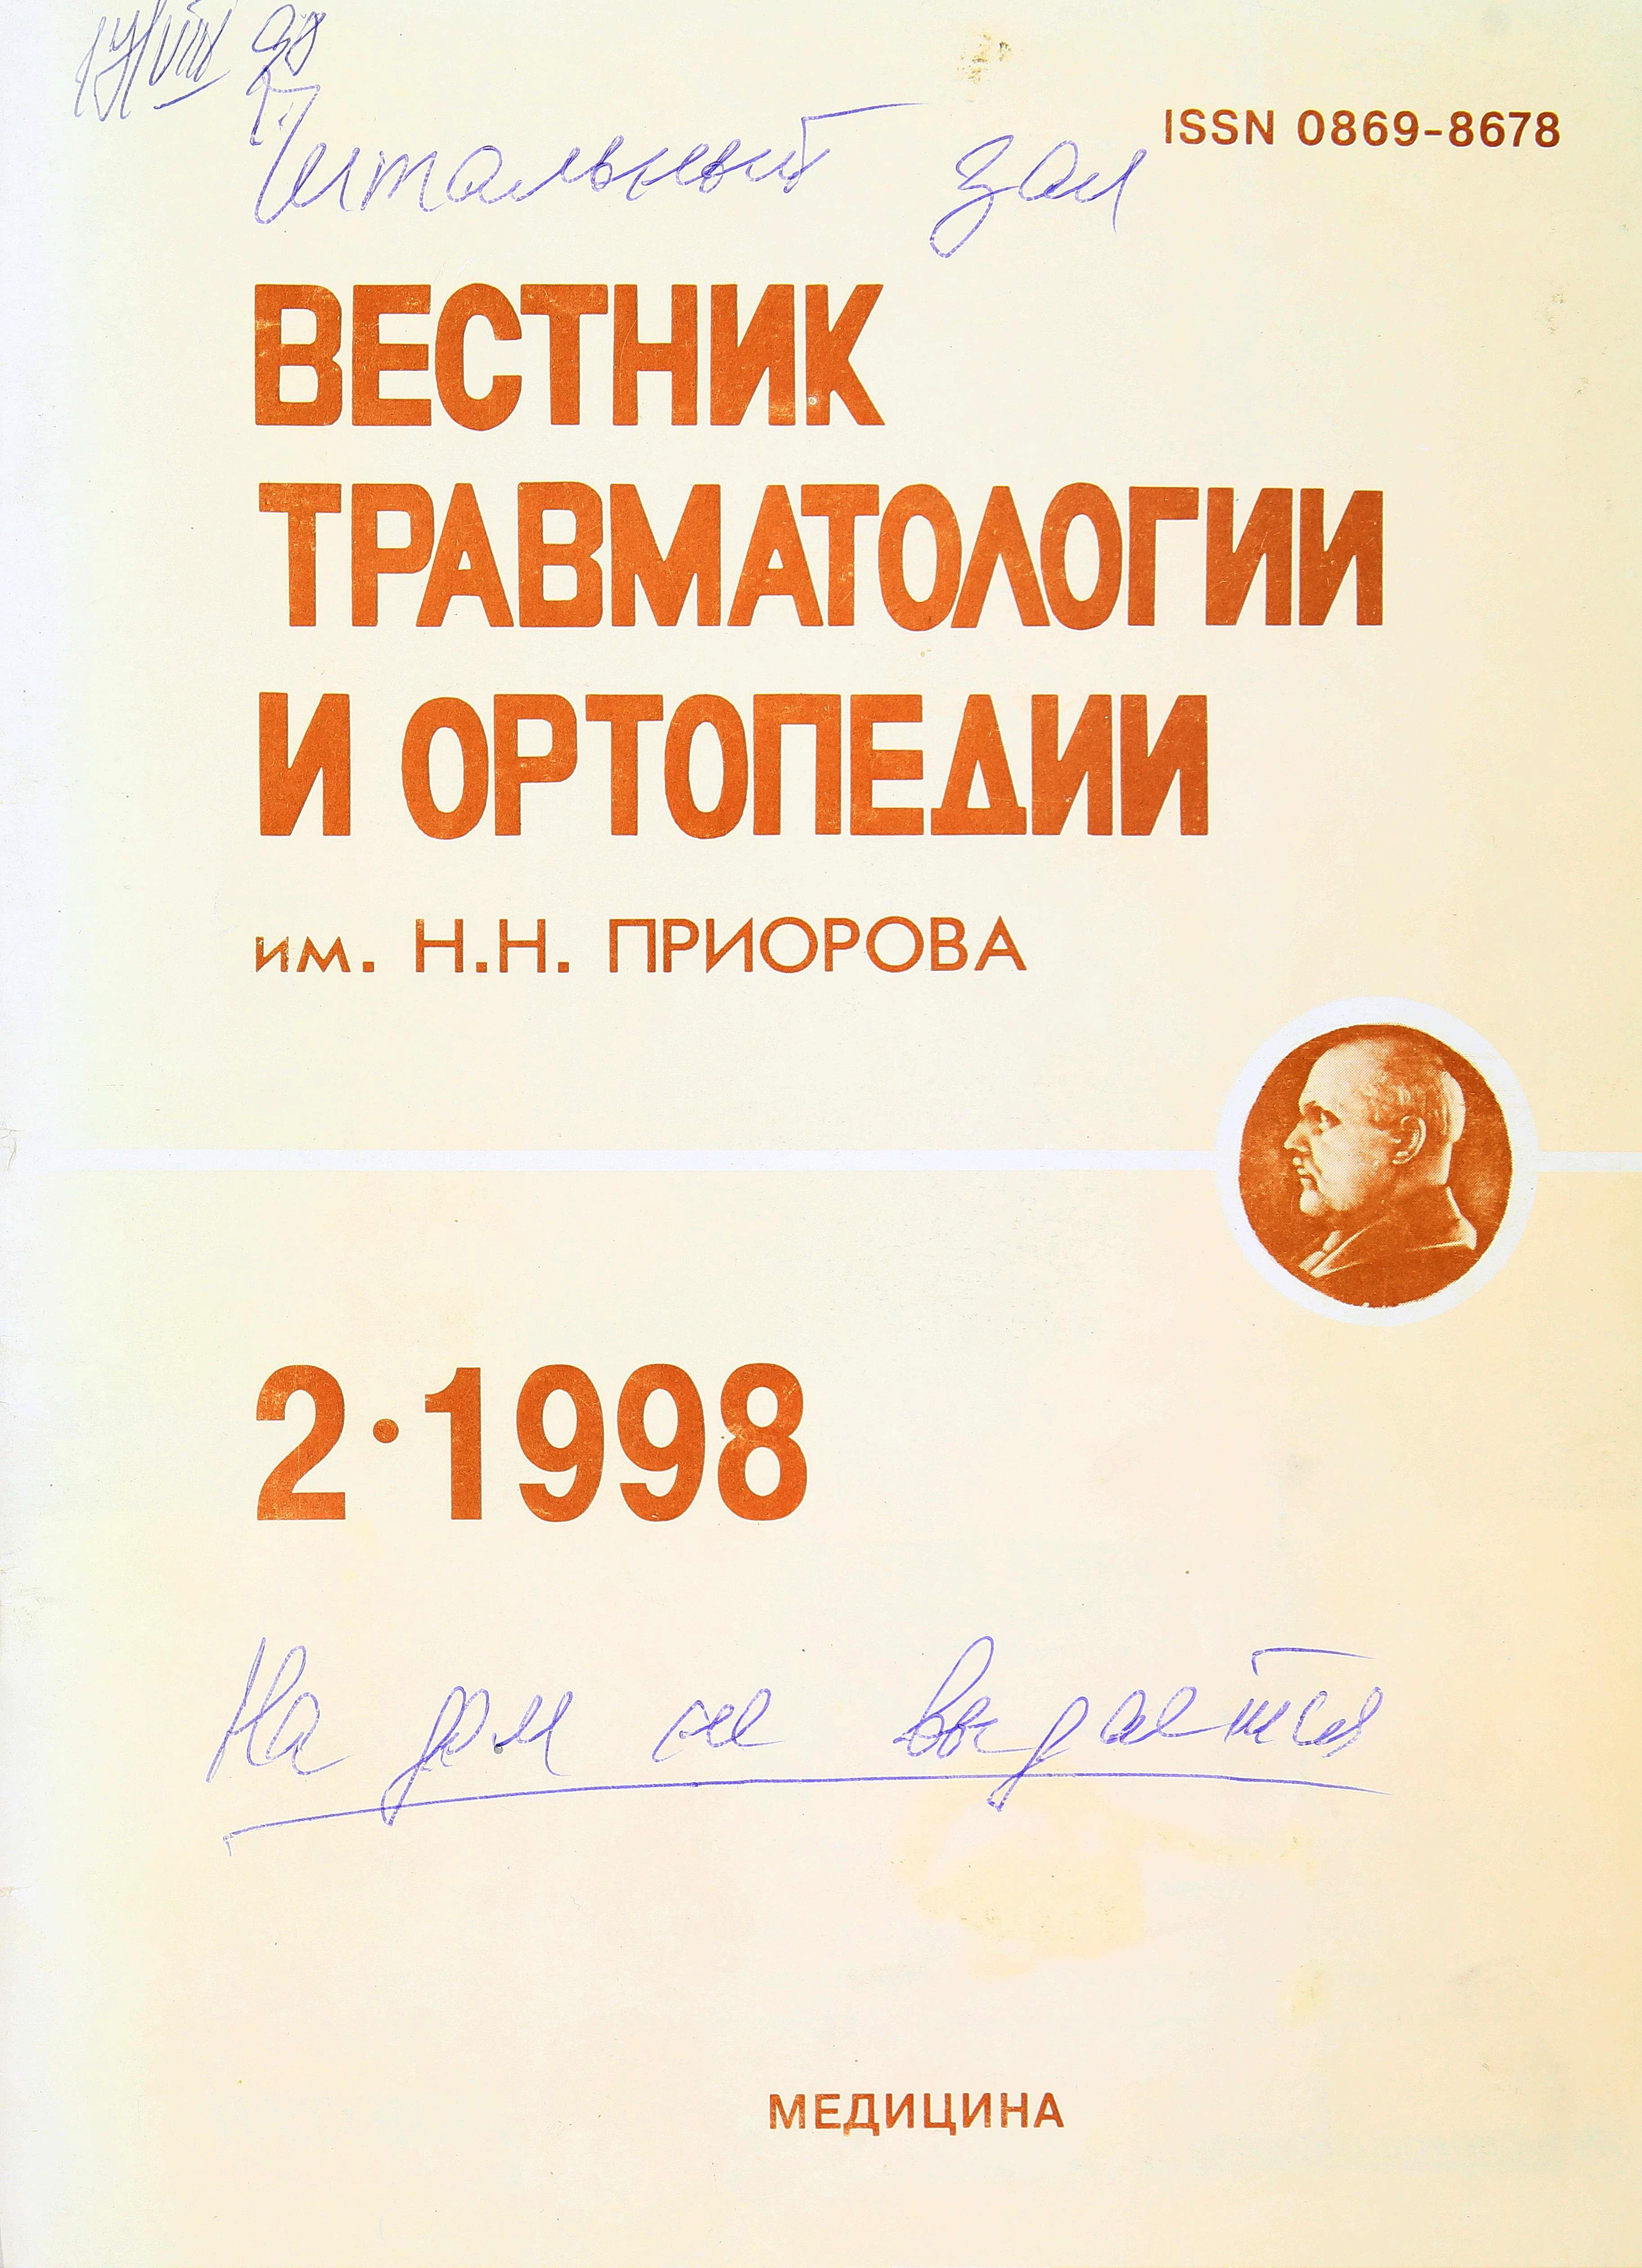 Читальный зал
ISSN 0869-8678
ВЕСТНИК
ТРАВМАТОЛОГИИ
И ОРТОПЕДИИ
им. Н.Н. ПРИОРОВА
2·1998
На дом не выдается
МЕДИЦИНА